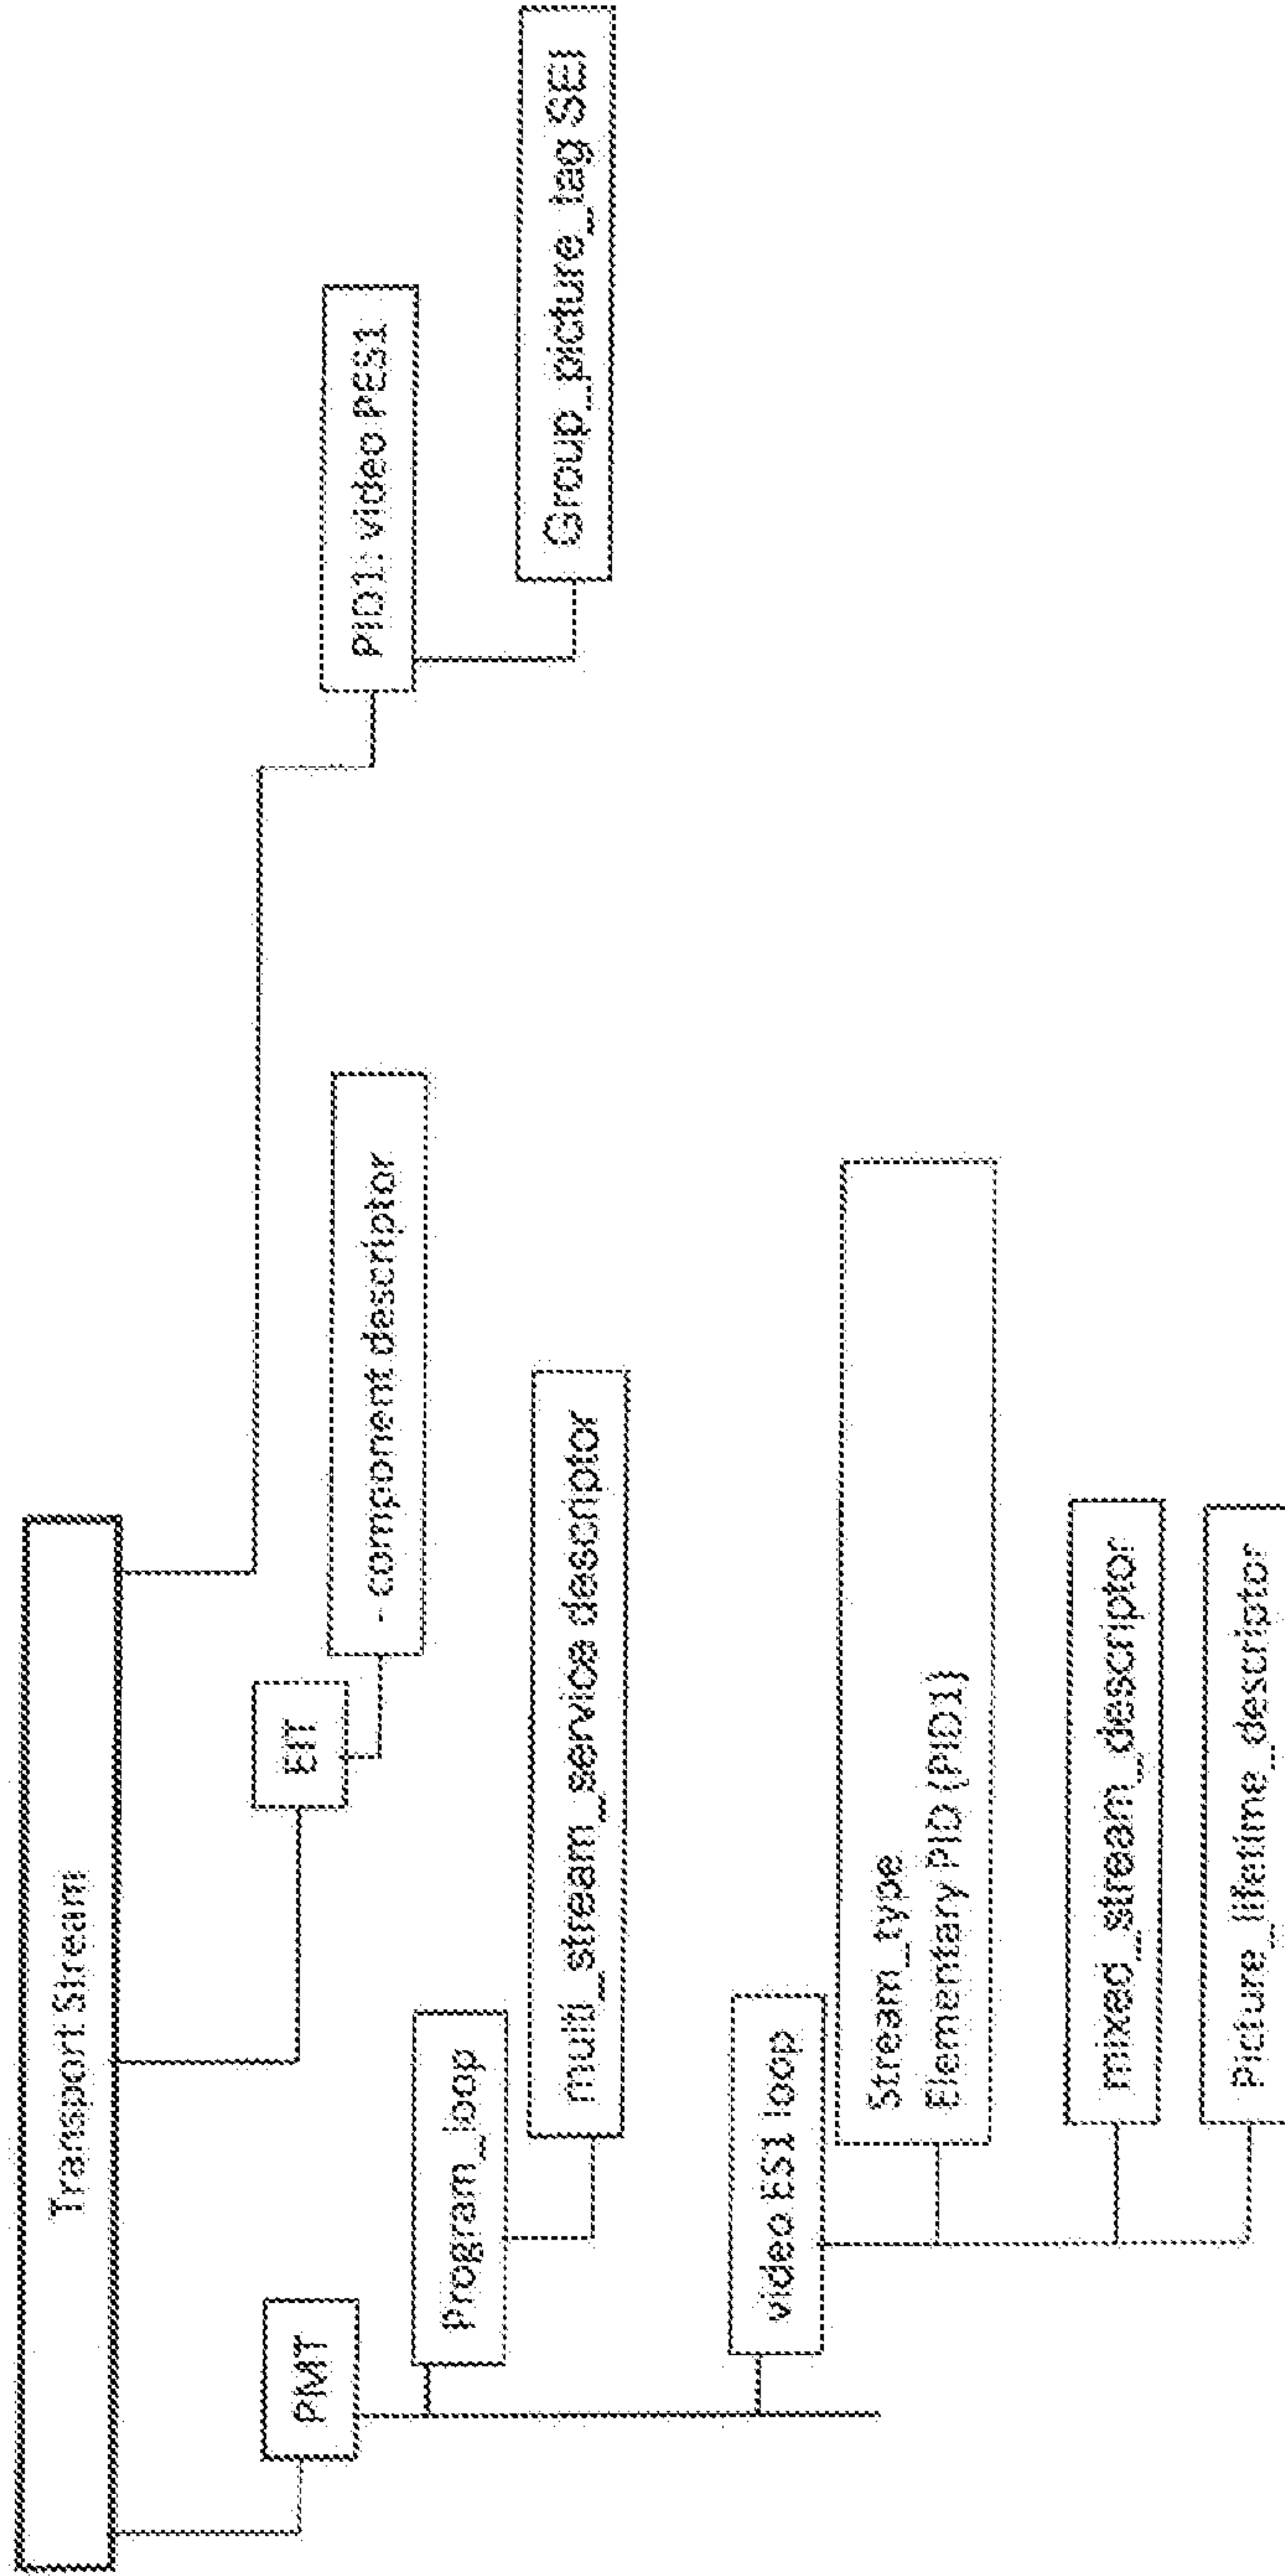 Transport Stream
PMT
EIT
- component descriptor
PID1: video PES1
Program_loop
multi_stream_service descriptor
Group_picture_tag SEI
video ES1 loop
Stream_type
Elementary PID (PID1)
mixed_stream_descriptor
Picture_lifetime_descriptor